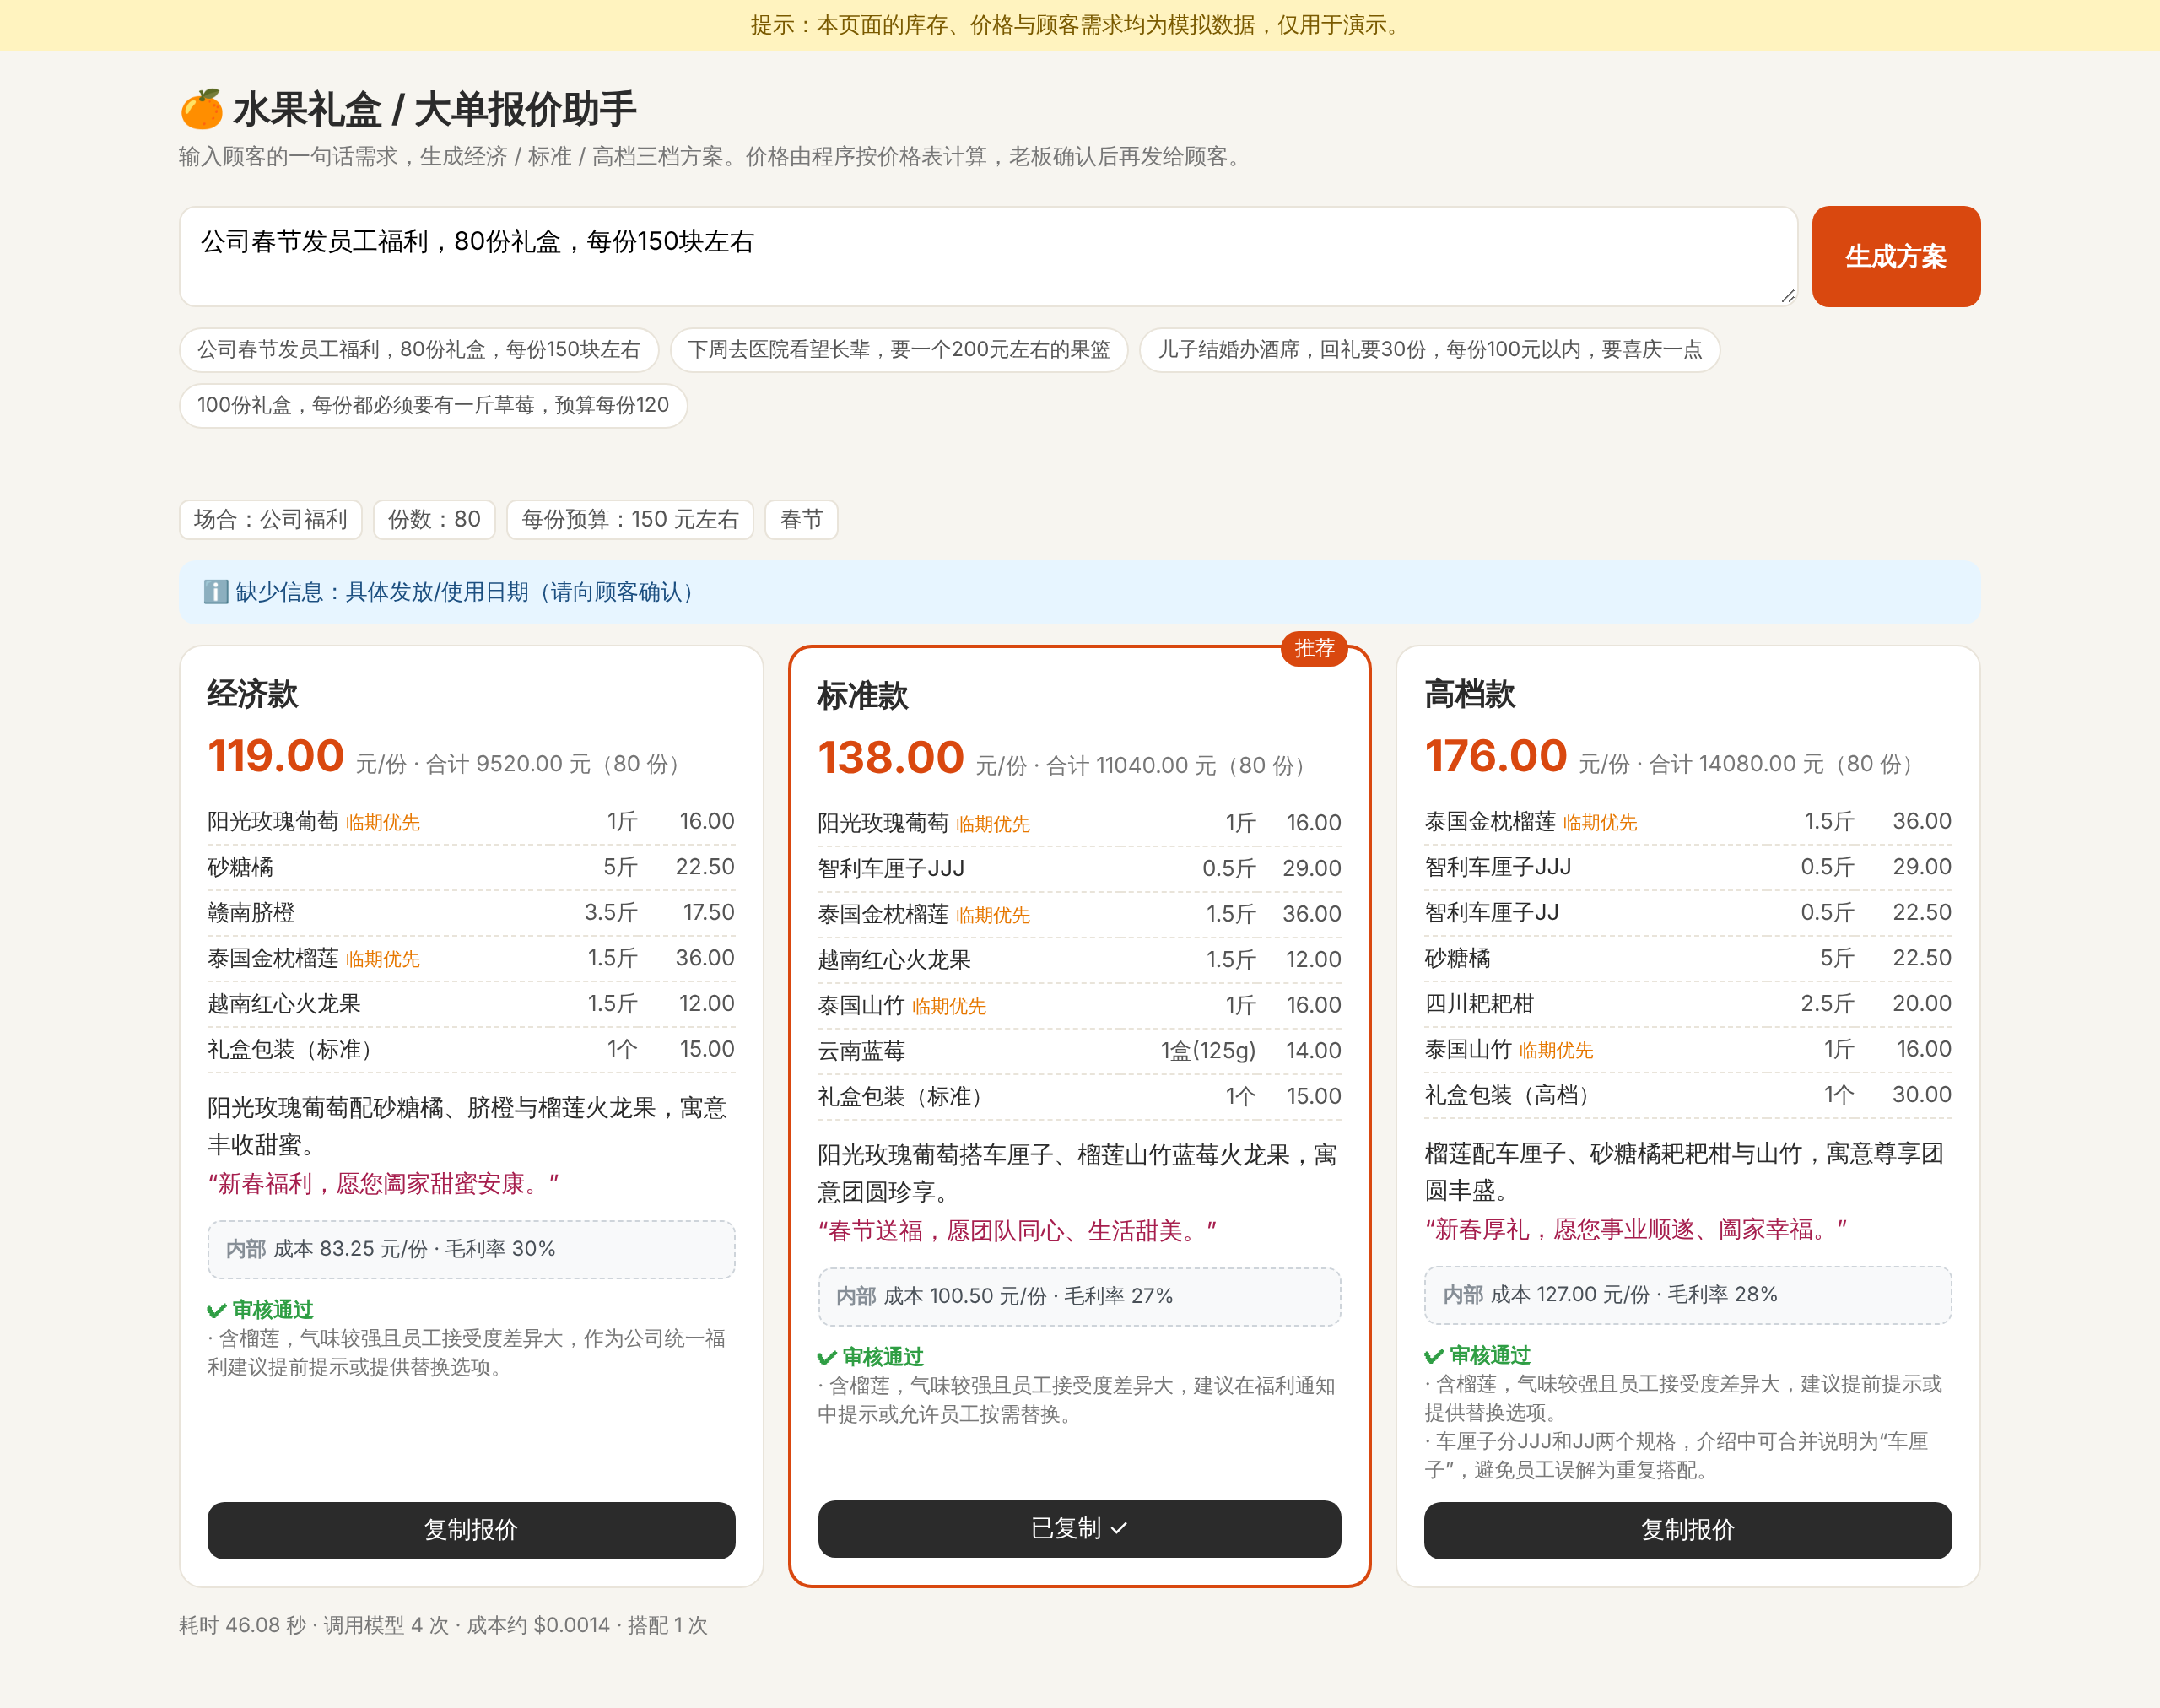 提示：本页面的库存、价格与顾客需求均为模拟数据，仅用于演示。
🍊 水果礼盒 / 大单报价助手
输入顾客的一句话需求，生成经济 / 标准 / 高档三档方案。价格由程序按价格表计算，老板确认后再发给顾客。
公司春节发员工福利，80份礼盒，每份150块左右
生成方案
公司春节发员工福利，80份礼盒，每份150块左右
下周去医院看望长辈，要一个200元左右的果篮
儿子结婚办酒席，回礼要30份，每份100元以内，要喜庆一点
100份礼盒，每份都必须要有一斤草莓，预算每份120
场合：公司福利
份数：80
每份预算：150 元左右
春节
ℹ️ 缺少信息：具体发放/使用日期（请向顾客确认）
经济款
119.00 元/份 · 合计 9520.00 元（80 份）
阳光玫瑰葡萄 临期优先 1斤 16.00
砂糖橘 5斤 22.50
赣南脐橙 3.5斤 17.50
泰国金枕榴莲 临期优先 1.5斤 36.00
越南红心火龙果 1.5斤 12.00
礼盒包装（标准） 1个 15.00
阳光玫瑰葡萄配砂糖橘、脐橙与榴莲火龙果，寓意
丰收甜蜜。
“新春福利，愿您阖家甜蜜安康。”
内部 成本 83.25 元/份 · 毛利率 30%
✔ 审核通过
· 含榴莲，气味较强且员工接受度差异大，作为公司统一福
利建议提前提示或提供替换选项。
复制报价
推荐
标准款
138.00 元/份 · 合计 11040.00 元（80 份）
阳光玫瑰葡萄 临期优先 1斤 16.00
智利车厘子JJJ 0.5斤 29.00
泰国金枕榴莲 临期优先 1.5斤 36.00
越南红心火龙果 1.5斤 12.00
泰国山竹 临期优先 1斤 16.00
云南蓝莓 1盒(125g) 14.00
礼盒包装（标准） 1个 15.00
阳光玫瑰葡萄搭车厘子、榴莲山竹蓝莓火龙果，寓
意团圆珍享。
“春节送福，愿团队同心、生活甜美。”
内部 成本 100.50 元/份 · 毛利率 27%
✔ 审核通过
· 含榴莲，气味较强且员工接受度差异大，建议在福利通知
中提示或允许员工按需替换。
已复制 ✓
高档款
176.00 元/份 · 合计 14080.00 元（80 份）
泰国金枕榴莲 临期优先 1.5斤 36.00
智利车厘子JJJ 0.5斤 29.00
智利车厘子JJ 0.5斤 22.50
砂糖橘 5斤 22.50
四川耙耙柑 2.5斤 20.00
泰国山竹 临期优先 1斤 16.00
礼盒包装（高档） 1个 30.00
榴莲配车厘子、砂糖橘耙耙柑与山竹，寓意尊享团
圆丰盛。
“新春厚礼，愿您事业顺遂、阖家幸福。”
内部 成本 127.00 元/份 · 毛利率 28%
✔ 审核通过
· 含榴莲，气味较强且员工接受度差异大，建议提前提示或
提供替换选项。
· 车厘子分JJJ和JJ两个规格，介绍中可合并说明为“车厘
子”，避免员工误解为重复搭配。
复制报价
耗时 46.08 秒 · 调用模型 4 次 · 成本约 $0.0014 · 搭配 1 次